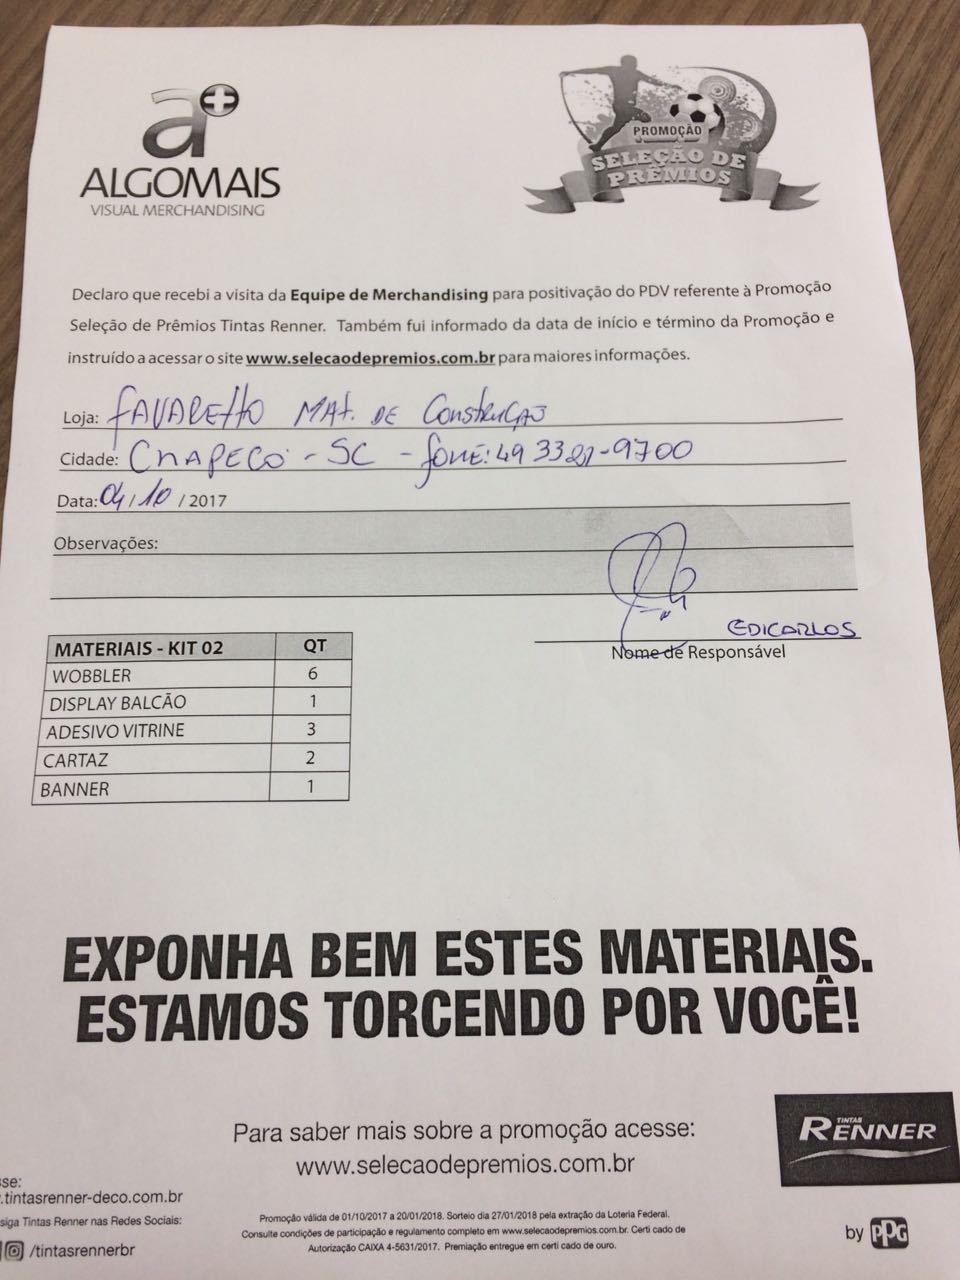 a+
ALGOMAIS
VISUAL MERCHANDISING
PROMOÇÃO
SELEÇÃO DE
PRÊMIOS
Declaro que recebi a visita da Equipe de Merchandising para positivação do PDV referente à Promoção
Seleção de Prêmios Tintas Renner. Também fui informado da data de início e término da Promoção e
instruído a acessar o site www.selecaodepremios.com.br para maiores informações.
Loja: FAVARETTO MAT. DE CONSTRUÇÃO
Cidade: CHAPECÓ - SC - FONE: 49 3321-9700
Data: 04/10/2017
Observações:
EDICARLOS
Nome de Responsável
MATERIAIS - KIT 02 QT
WOBBLER 6
DISPLAY BALCÃO 1
ADESIVO VITRINE 3
CARTAZ 2
BANNER 1
EXPONHA BEM ESTES MATERIAIS.
ESTAMOS TORCENDO POR VOCÊ!
Para saber mais sobre a promoção acesse:
www.selecaodepremios.com.br
TINTAS
RENNER
sse:
.tintasrenner-deco.com.br
siga Tintas Renner nas Redes Sociais:
/tintasrennerbr
Promoção válida de 01/10/2017 a 20/01/2018. Sorteio dia 27/01/2018 pela extração da Loteria Federal.
Consulte condições de participação e regulamento completo em www.selecaodepremios.com.br. Certi cado de
Autorização CAIXA 4-5631/2017. Premiação entregue em certi cado de ouro.
by PPG